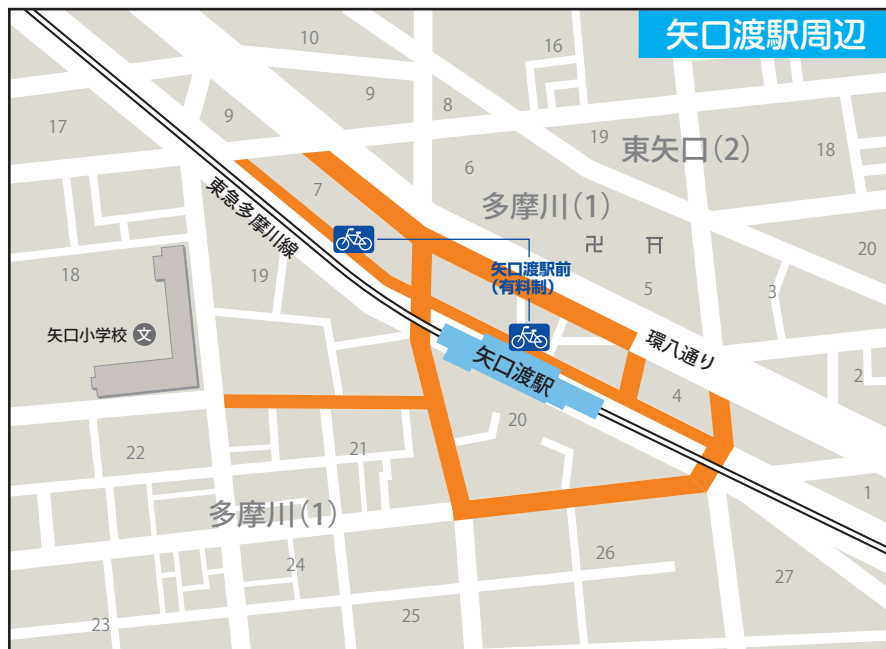 矢口渡駅周辺
10
16
17
9
9
8
19
東矢口(2)
18
7
6
多摩川(1)
東急多摩川線
卍
20
18
19
矢口渡駅前
(有料制)
5
3
矢口小学校 文
環八通り
矢口渡駅
4
2
20
22
21
多摩川(1)
1
24
26
27
25
23